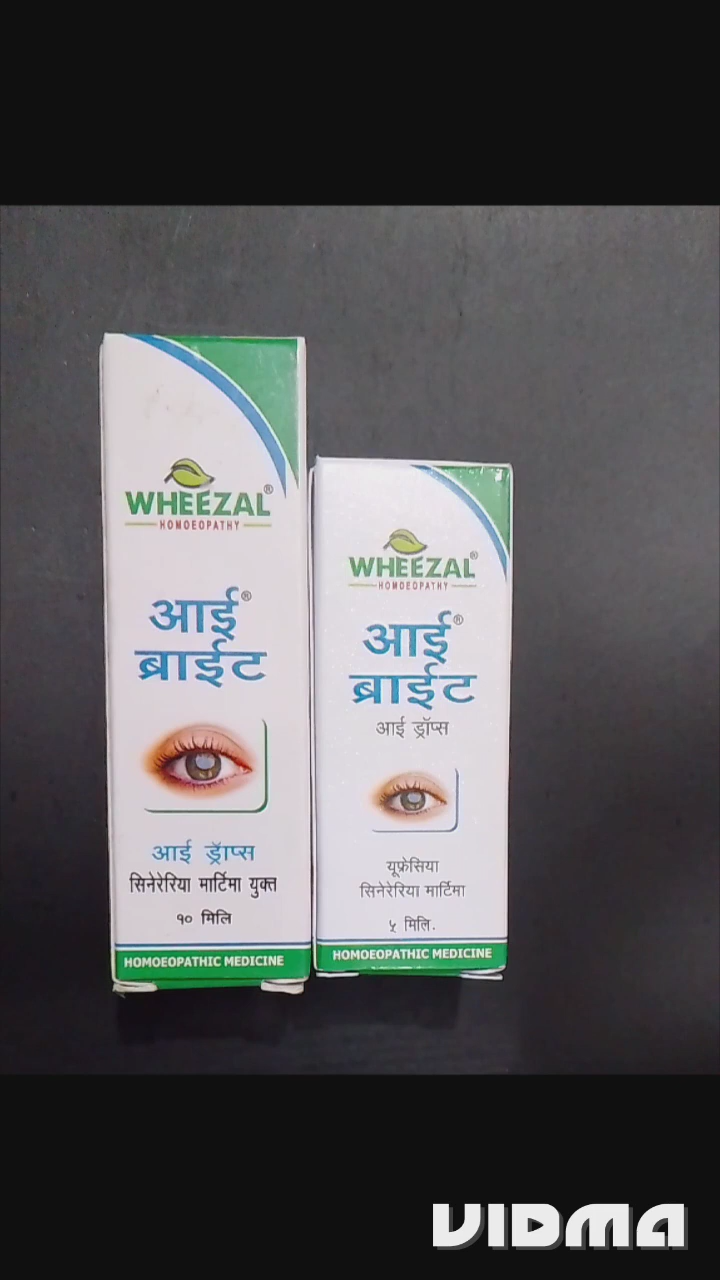 WHEEZAL®
HOMOEOPATHY
आई®
ब्राईट
आई ड्रॅाप्स
सिनेरेरिया मार्टिमा युक्त
१० मिलि
HOMOEOPATHIC MEDICINE
WHEEZAL®
HOMOEOPATHY
आई®
ब्राईट
आई ड्रॉप्स
यूफ्रेसिया
सिनेरेरिया मार्टिमा
५ मिलि.
HOMOEOPATHIC MEDICINE
VIDMA